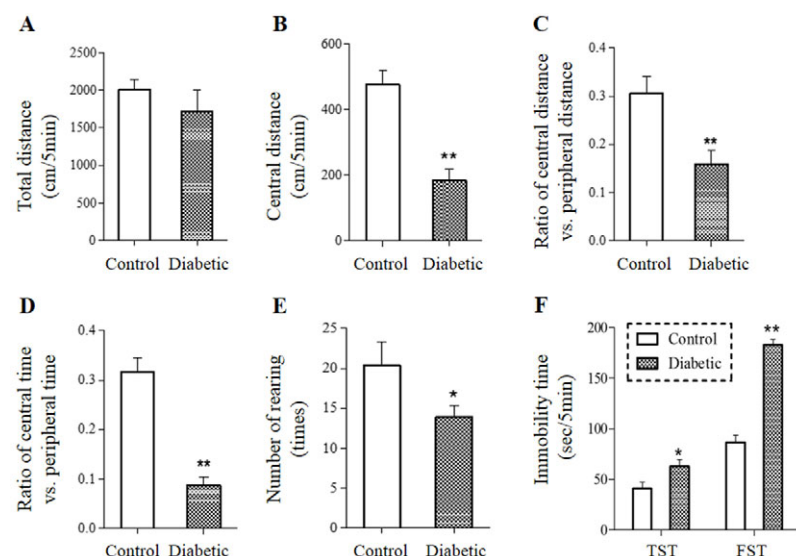 A
Total distance
(cm/5min)
2500
2000
1500
1000
500
0
Control Diabetic
B
Central distance
(cm/5min)
600
400
200
0
**
Control Diabetic
C
Ratio of central distance
vs. peripheral distance
0.4
0.3
0.2
0.1
0.0
**
Control Diabetic
D
Ratio of central time
vs. peripheral time
0.4
0.3
0.2
0.1
0.0
**
Control Diabetic
E
Number of rearing
(times)
25
20
15
10
5
0
*
Control Diabetic
F
Immobility time
(sec/5min)
200
150
100
50
0
Control
Diabetic
*
**
TST FST